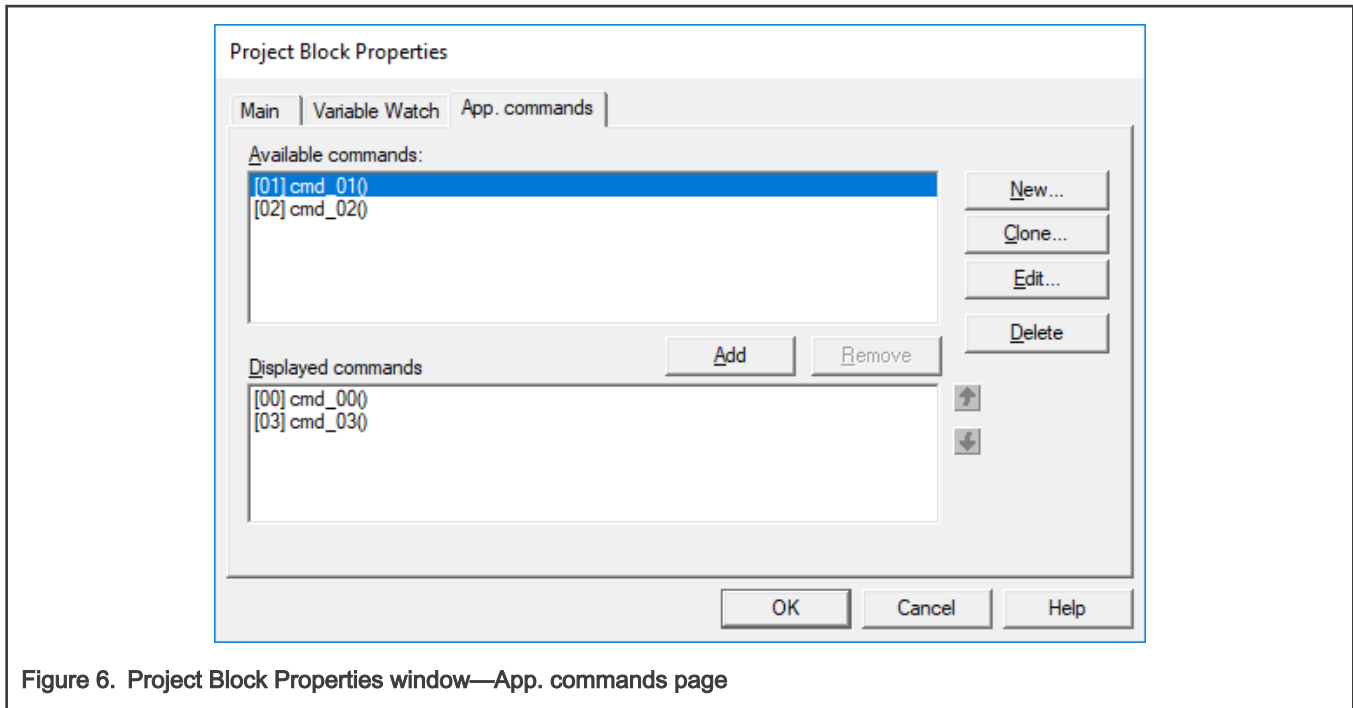 Project Block Properties
Main
Variable Watch
App. commands
Available commands:
[01] cmd_01()
[02] cmd_02()
New...
Clone...
Edit...
Delete
Add
Remove
Displayed commands
[00] cmd_00()
[03] cmd_03()
OK
Cancel
Help
Figure 6. Project Block Properties window—App. commands page